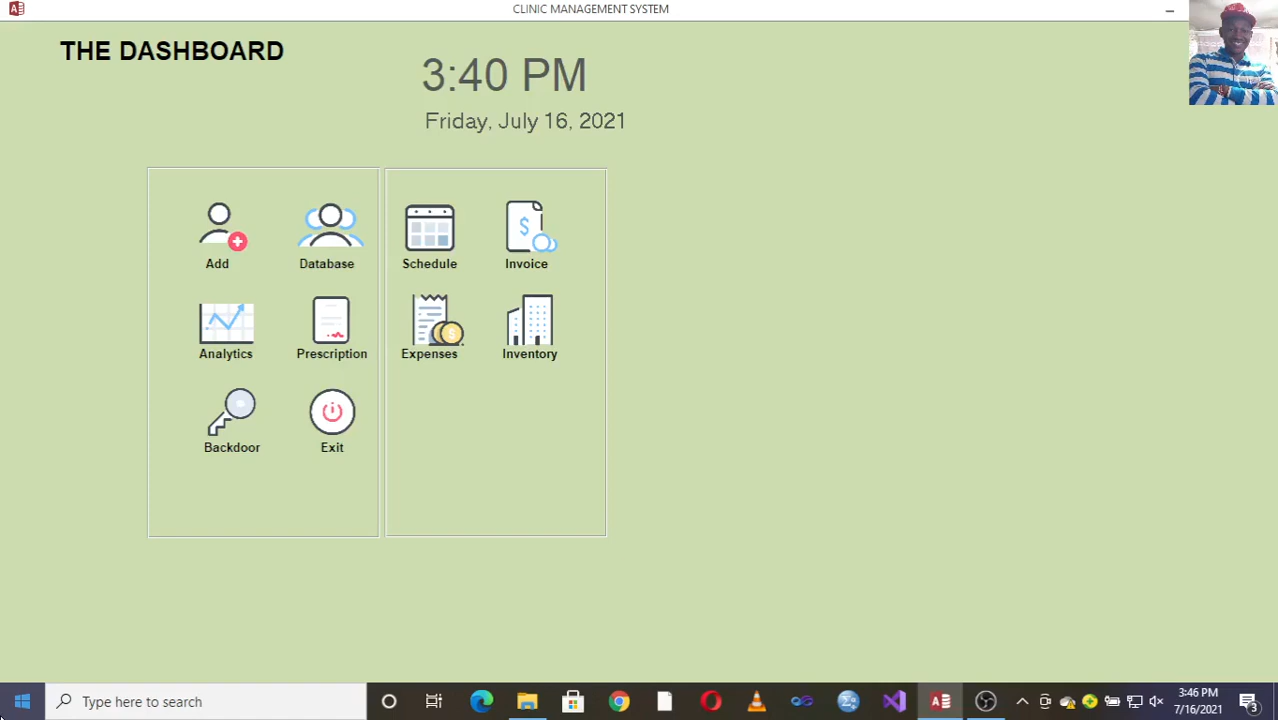 CLINIC MANAGEMENT SYSTEM
THE DASHBOARD
3:40 PM
Friday, July 16, 2021
Add
Database
Schedule
Invoice
Analytics
Prescription
Expenses
Inventory
Backdoor
Exit
Type here to search
3:46 PM
7/16/2021
3